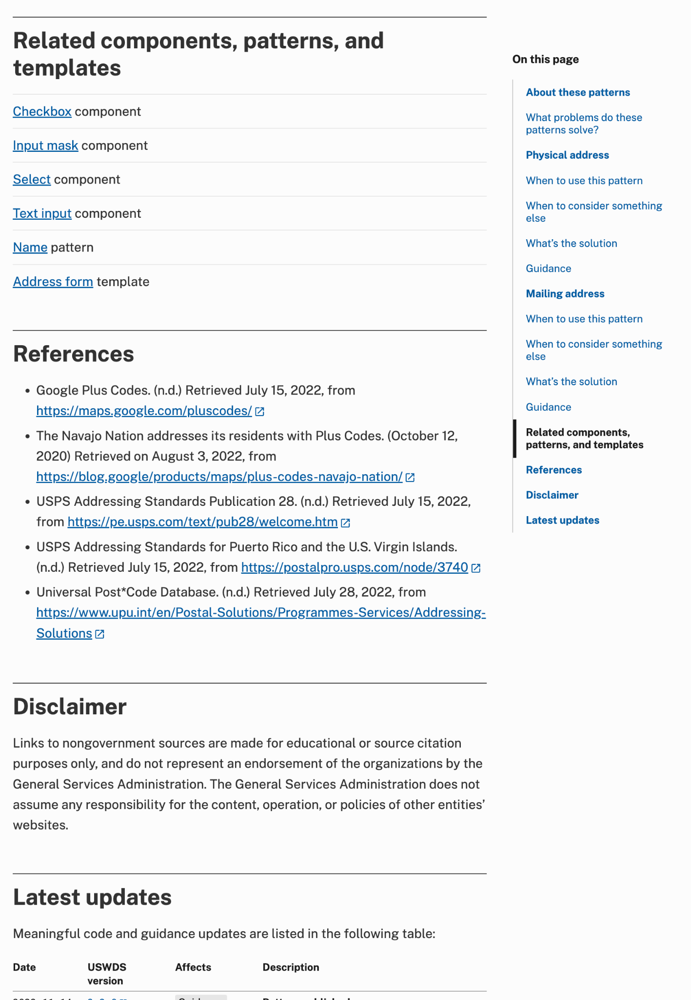 Related components, patterns, and
templates
Checkbox component
Input mask component
Select component
Text input component
Name pattern
Address form template
References
• Google Plus Codes. (n.d.) Retrieved July 15, 2022, from
https://maps.google.com/pluscodes/
• The Navajo Nation addresses its residents with Plus Codes. (October 12,
2020) Retrieved on August 3, 2022, from
https://blog.google/products/maps/plus-codes-navajo-nation/
• USPS Addressing Standards Publication 28. (n.d.) Retrieved July 15, 2022,
from https://pe.usps.com/text/pub28/welcome.htm
• USPS Addressing Standards for Puerto Rico and the U.S. Virgin Islands.
(n.d.) Retrieved July 15, 2022, from https://postalpro.usps.com/node/3740
• Universal Post*Code Database. (n.d.) Retrieved July 28, 2022, from
https://www.upu.int/en/Postal-Solutions/Programmes-Services/Addressing-
Solutions
Disclaimer
Links to nongovernment sources are made for educational or source citation
purposes only, and do not represent an endorsement of the organizations by the
General Services Administration. The General Services Administration does not
assume any responsibility for the content, operation, or policies of other entities’
websites.
Latest updates
Meaningful code and guidance updates are listed in the following table:
Date USWDS version Affects Description
On this page
About these patterns
What problems do these
patterns solve?
Physical address
When to use this pattern
When to consider something
else
What’s the solution
Guidance
Mailing address
When to use this pattern
When to consider something
else
What’s the solution
Guidance
Related components,
patterns, and templates
References
Disclaimer
Latest updates